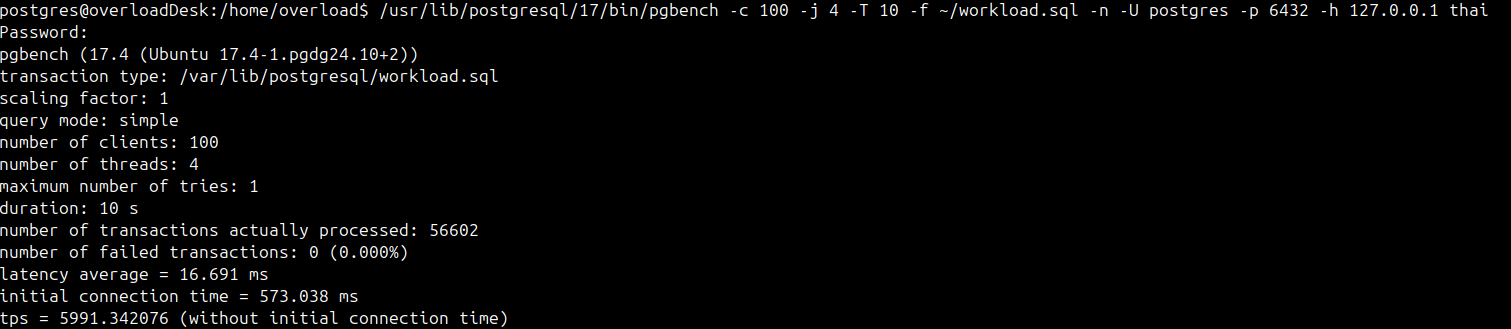 postgres@overloadDesk:/home/overload$ /usr/lib/postgresql/17/bin/pgbench -c 100 -j 4 -T 10 -f ~/workload.sql -n -U postgres -p 6432 -h 127.0.0.1 thai
Password:
pgbench (17.4 (Ubuntu 17.4-1.pgdg24.10+2))
transaction type: /var/lib/postgresql/workload.sql
scaling factor: 1
query mode: simple
number of clients: 100
number of threads: 4
maximum number of tries: 1
duration: 10 s
number of transactions actually processed: 56602
number of failed transactions: 0 (0.000%)
latency average = 16.691 ms
initial connection time = 573.038 ms
tps = 5991.342076 (without initial connection time)